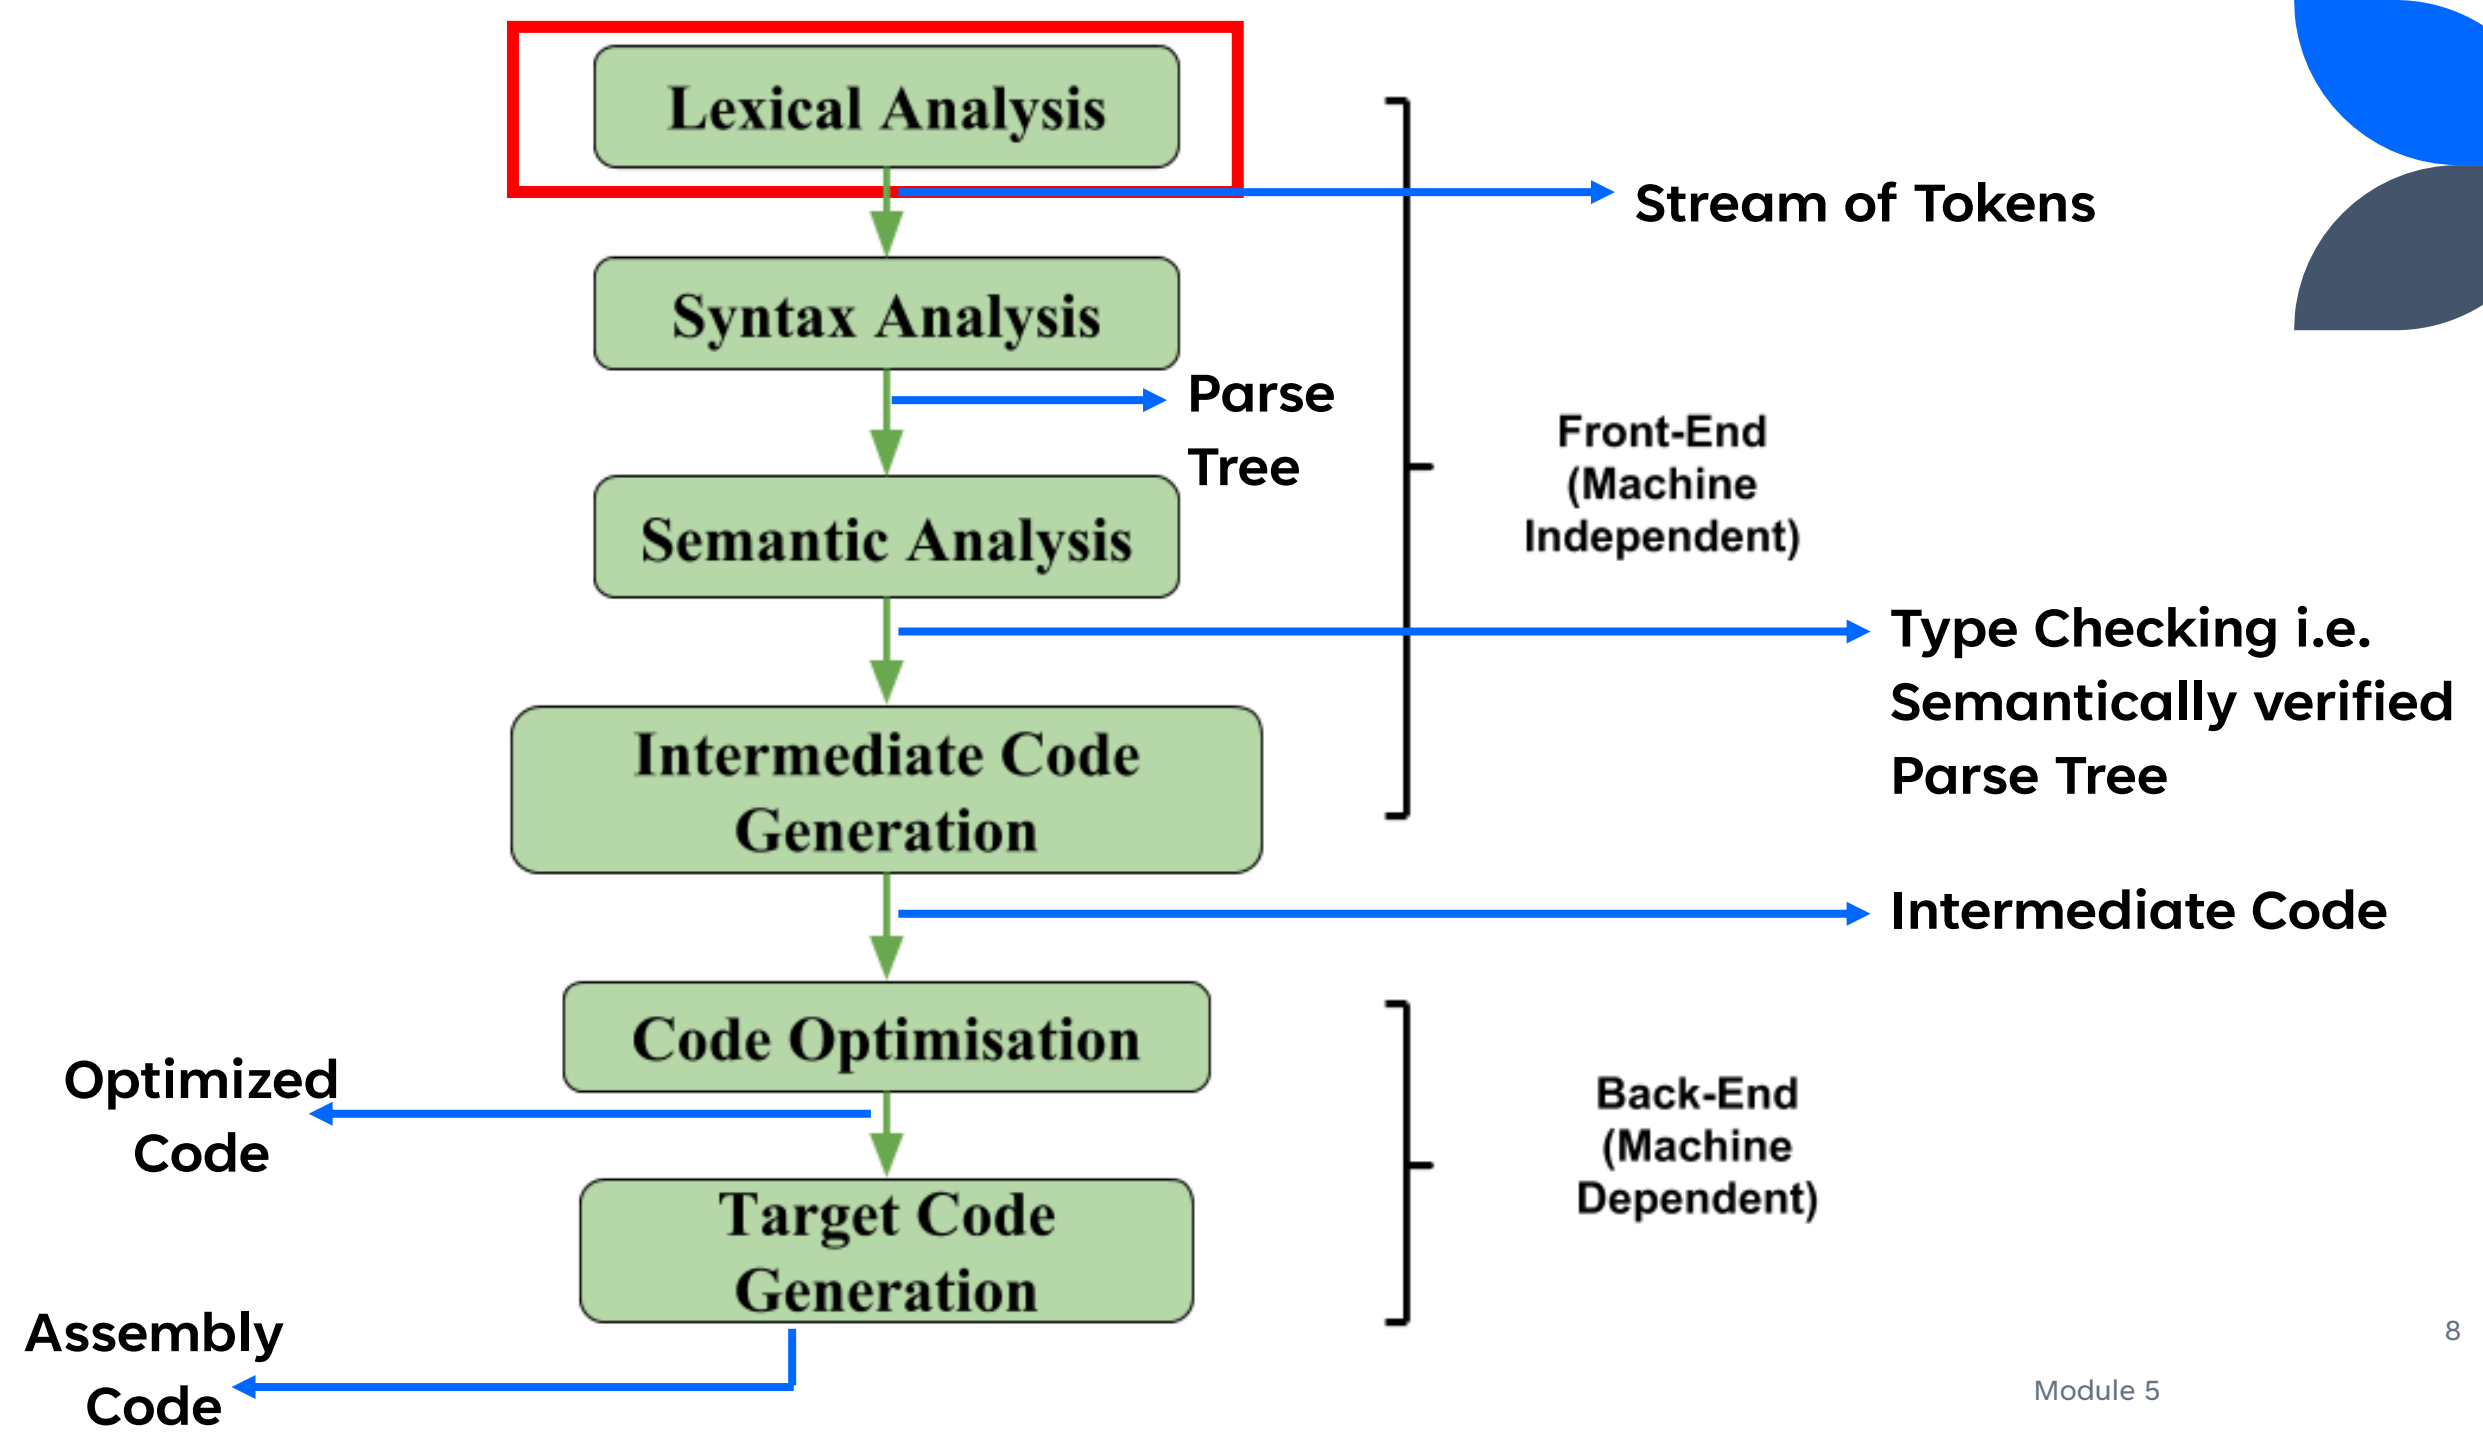 Lexical Analysis
Stream of Tokens
Syntax Analysis
Parse
Tree
Front-End
(Machine
Independent)
Semantic Analysis
Type Checking i.e.
Semantically verified
Parse Tree
Intermediate Code
Generation
Intermediate Code
Code Optimisation
Optimized
Code
Back-End
(Machine
Dependent)
Target Code
Generation
Assembly
Code
8
Module 5